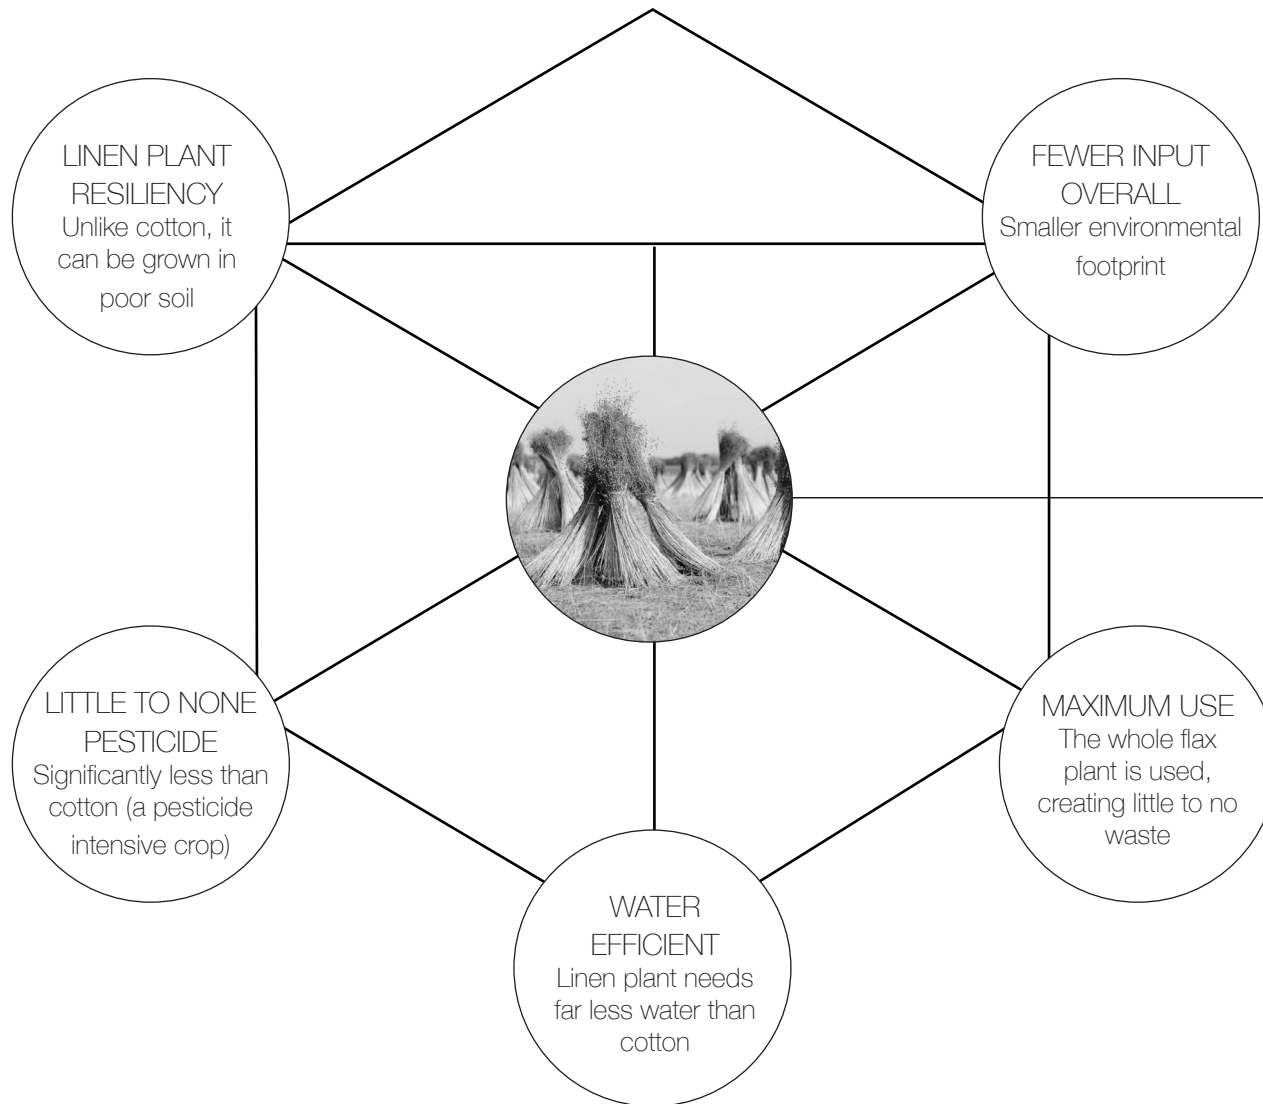 LINEN PLANT
RESILIENCY
Unlike cotton, it
can be grown in
poor soil
FEWER INPUT
OVERALL
Smaller environmental
footprint
LITTLE TO NONE
PESTICIDE
Significantly less than
cotton (a pesticide
intensive crop)
MAXIMUM USE
The whole flax
plant is used,
creating little to no
waste
WATER
EFFICIENT
Linen plant needs
far less water than
cotton